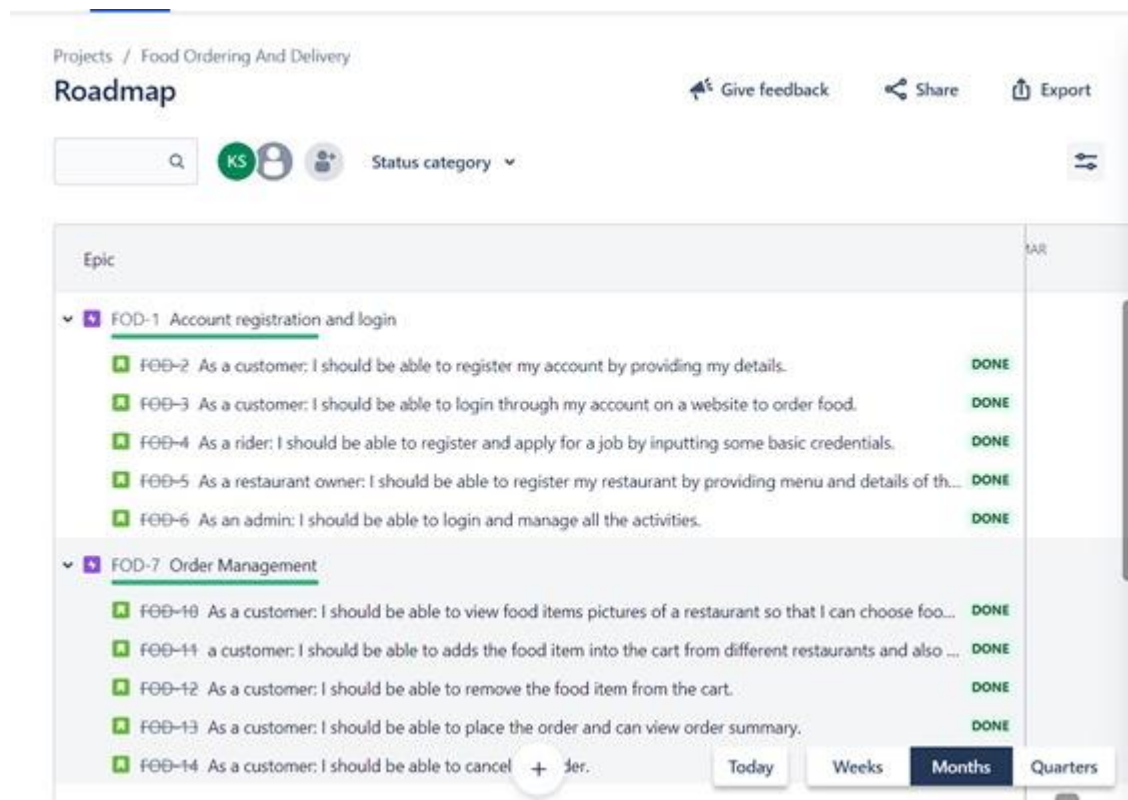 Projects / Food Ordering And Delivery
Roadmap
Give feedback
Share
Export
KS
Status category
Epic
FOD-1 Account registration and login
FOD-2 As a customer: I should be able to register my account by providing my details. DONE
FOD-3 As a customer: I should be able to login through my account on a website to order food. DONE
FOD-4 As a rider: I should be able to register and apply for a job by inputting some basic credentials. DONE
FOD-5 As a restaurant owner: I should be able to register my restaurant by providing menu and details of th... DONE
FOD-6 As an admin: I should be able to login and manage all the activities. DONE
FOD-7 Order Management
FOD-10 As a customer: I should be able to view food items pictures of a restaurant so that I can choose foo... DONE
FOD-11 a customer: I should be able to adds the food item into the cart from different restaurants and also ... DONE
FOD-12 As a customer: I should be able to remove the food item from the cart. DONE
FOD-13 As a customer: I should be able to place the order and can view order summary. DONE
FOD-14 As a customer: I should be able to cancel der.
Today Weeks Months Quarters